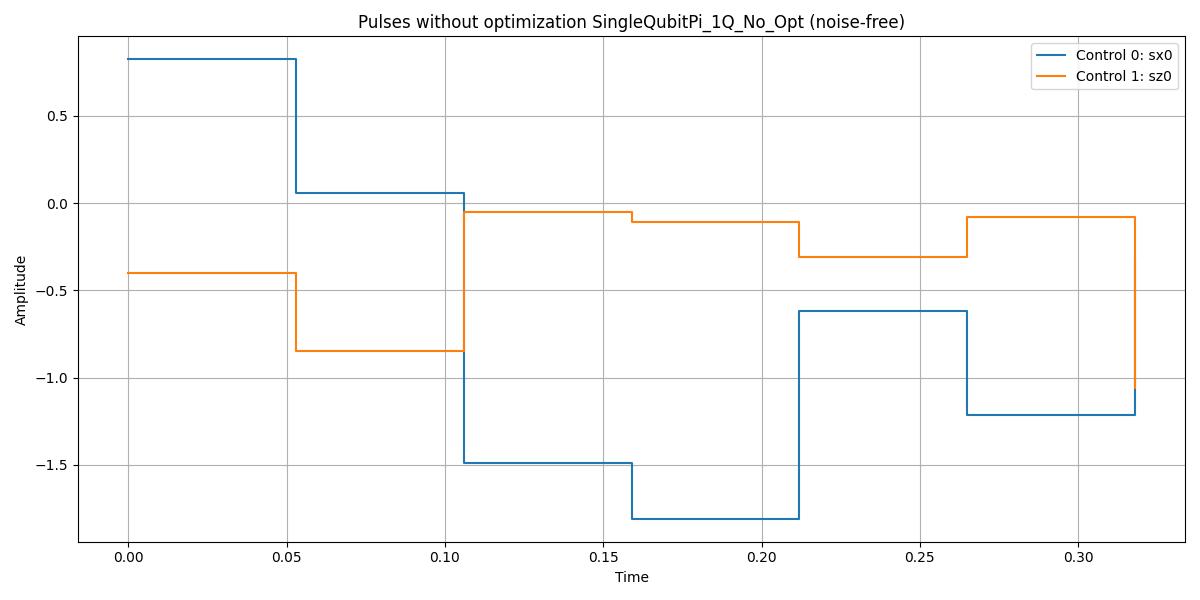 Pulses without optimization SingleQubitPi_1Q_No_Opt (noise-free)
Control 0: sx0
Control 1: sz0
Amplitude
0.5
0.0
−0.5
−1.0
−1.5
0.00 0.05 0.10 0.15 0.20 0.25 0.30
Time